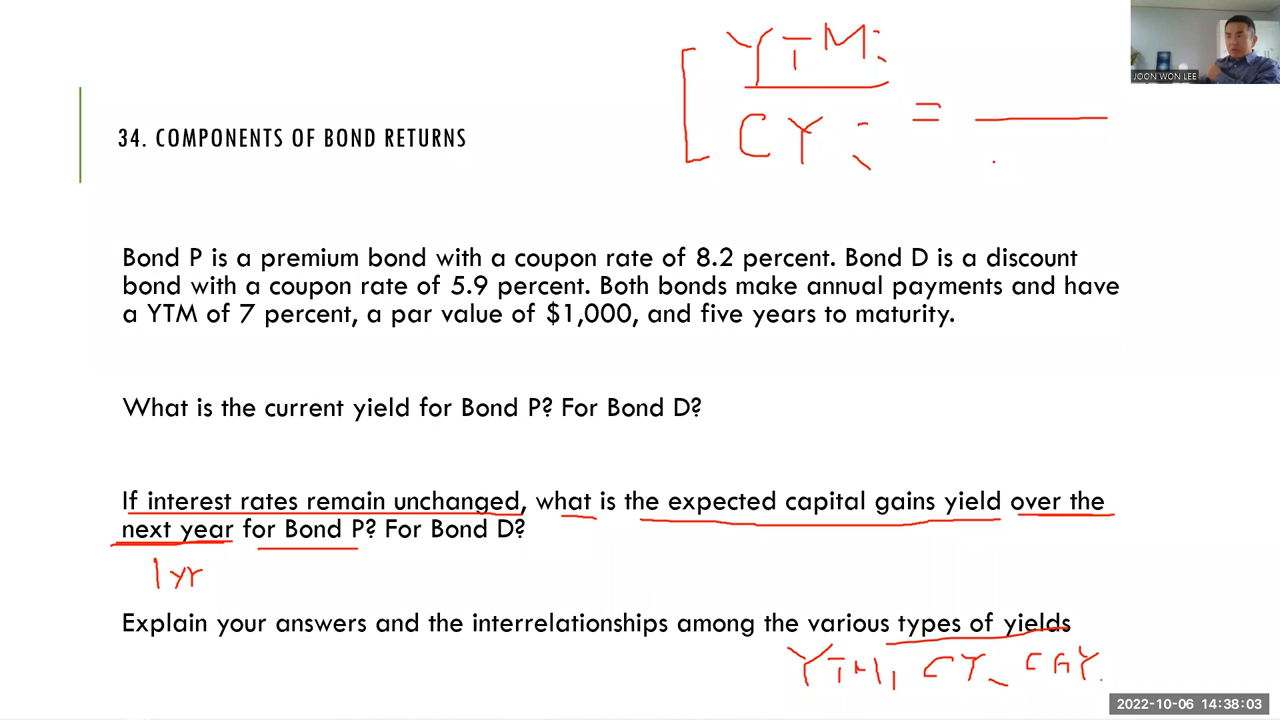 YTM:
CY: =
JOON WON LEE
34. COMPONENTS OF BOND RETURNS
Bond P is a premium bond with a coupon rate of 8.2 percent. Bond D is a discount
bond with a coupon rate of 5.9 percent. Both bonds make annual payments and have
a YTM of 7 percent, a par value of $1,000, and five years to maturity.
What is the current yield for Bond P? For Bond D?
If interest rates remain unchanged, what is the expected capital gains yield over the
next year for Bond P? For Bond D?
1 yr
Explain your answers and the interrelationships among the various types of yields
YTM, CY, CGY.
2022-10-06 14:38:03